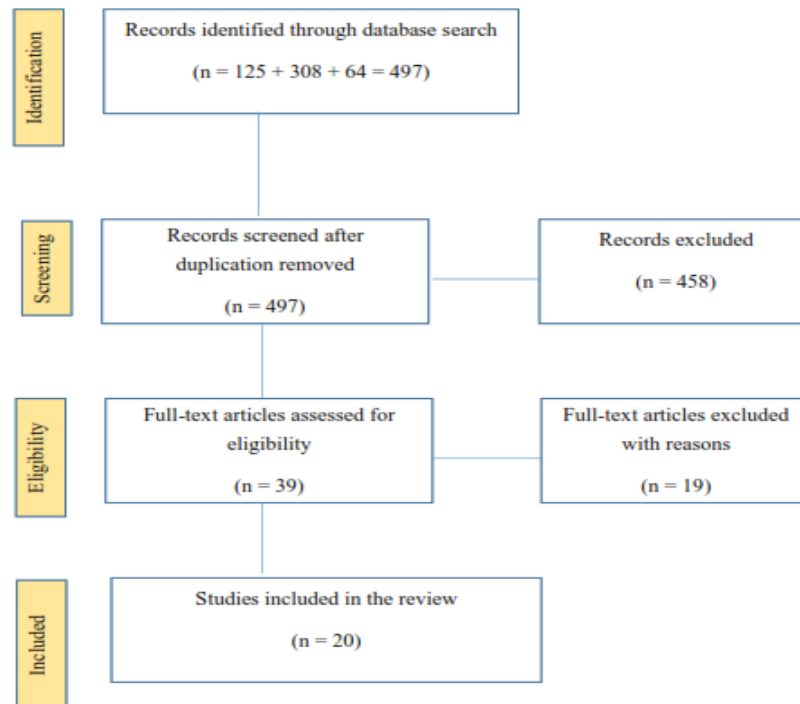 Identification
Records identified through database search
(n = 125 + 308 + 64 = 497)
Screening
Records screened after
duplication removed
(n = 497)
Records excluded
(n = 458)
Eligibility
Full-text articles assessed for
eligibility
(n = 39)
Full-text articles excluded
with reasons
(n = 19)
Included
Studies included in the review
(n = 20)